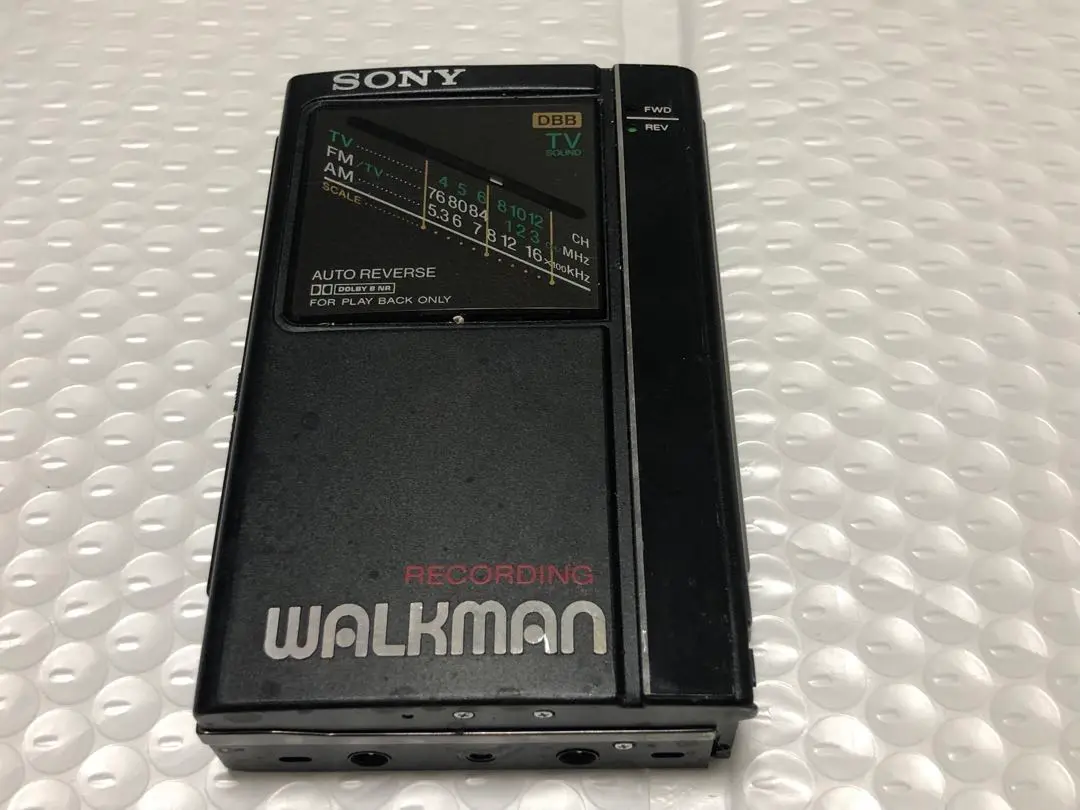 SONY
FWD
REV
DBB
TV
SOUND
TV
FM/TV
AM
SCALE
4 5 6 8 10 12 CH
76 80 84 1 2 3 MHz
5.3 6 7 8 12 16 ×100kHz
AUTO REVERSE
DOLBY B NR
FOR PLAY BACK ONLY
RECORDING
WALKMAN